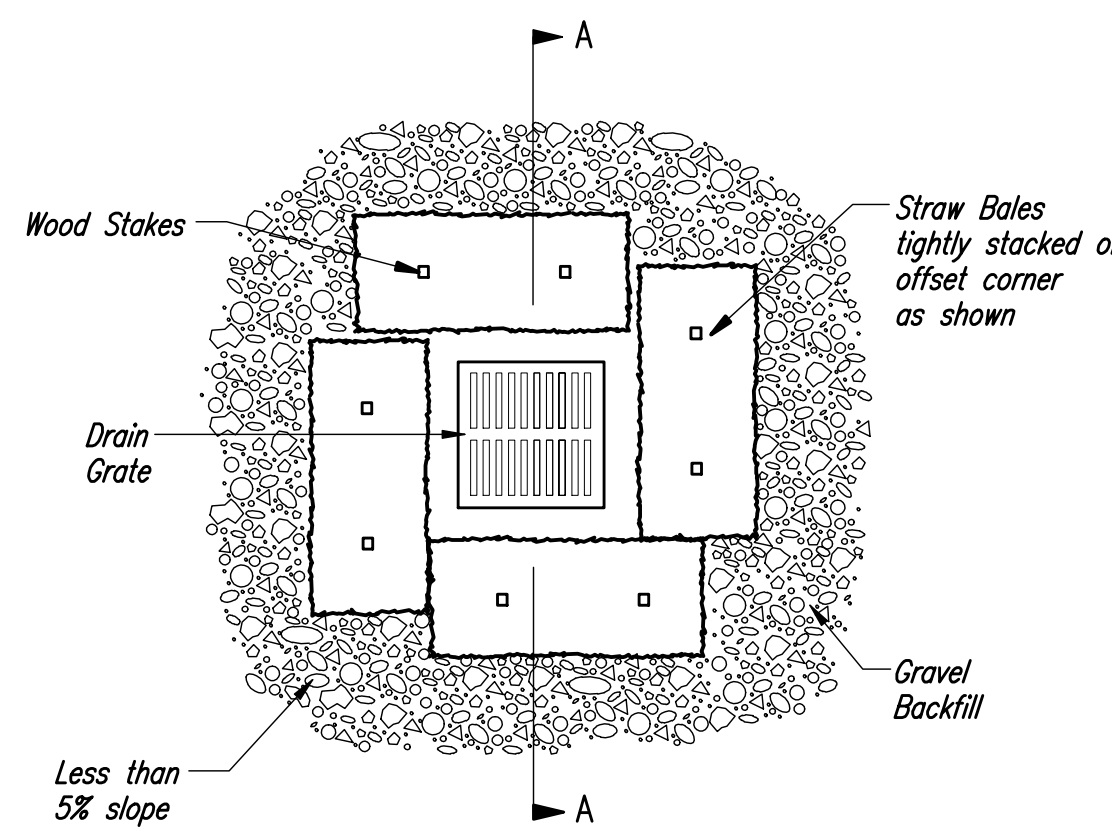 A
Wood Stakes
Straw Bales
tightly stacked
offset corner
as shown
Drain
Grate
Gravel
Backfill
Less than
5% slope
A